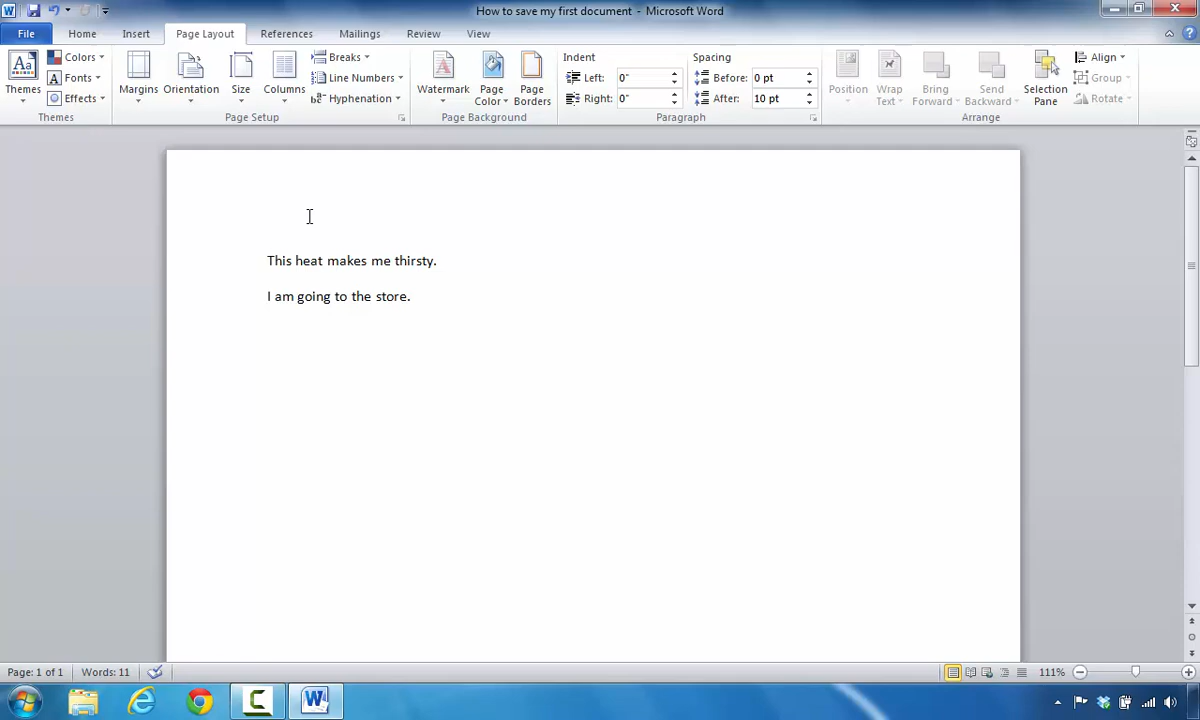 How to save my first document - Microsoft Word
File Home Insert Page Layout References Mailings Review View
Themes
Colors
Fonts
Effects
Themes
Margins Orientation Size Columns
Breaks
Line Numbers
Hyphenation
Page Setup
Watermark Page Color Page Borders
Page Background
Indent
Left: 0"
Right: 0"
Spacing
Before: 0 pt
After: 10 pt
Paragraph
Position Wrap Text Bring Forward Send Backward Selection Pane
Align
Group
Rotate
Arrange
This heat makes me thirsty.
I am going to the store.
Page: 1 of 1 Words: 11 111%